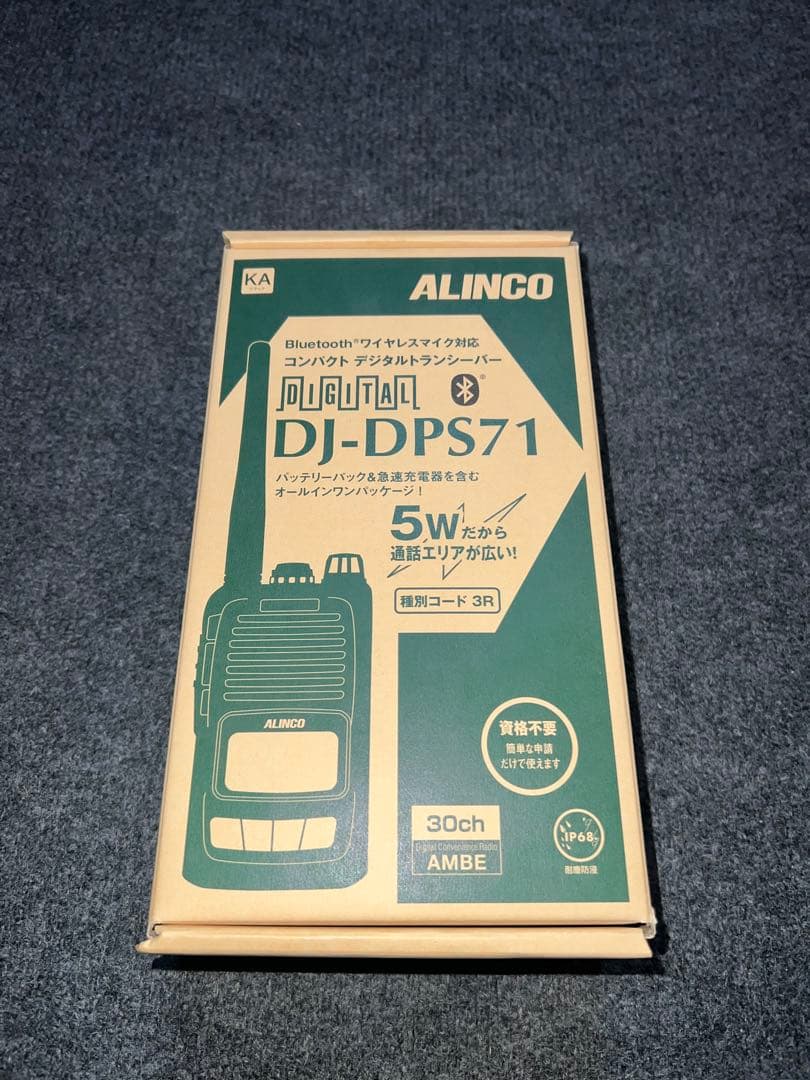 KA
ALINCO
Bluetooth®ワイヤレスマイク対応
コンパクト デジタルトランシーバー
DIGITAL
®
DJ-DPS71
バッテリーパック&急速充電器を含む
オールインワンパッケージ!
5Wだから
通話エリアが広い!
種別コード 3R
ALINCO
資格不要
簡単な申請
だけで使えます
30ch
Digital Convenience Radio
AMBE
IP68
耐塵防浸